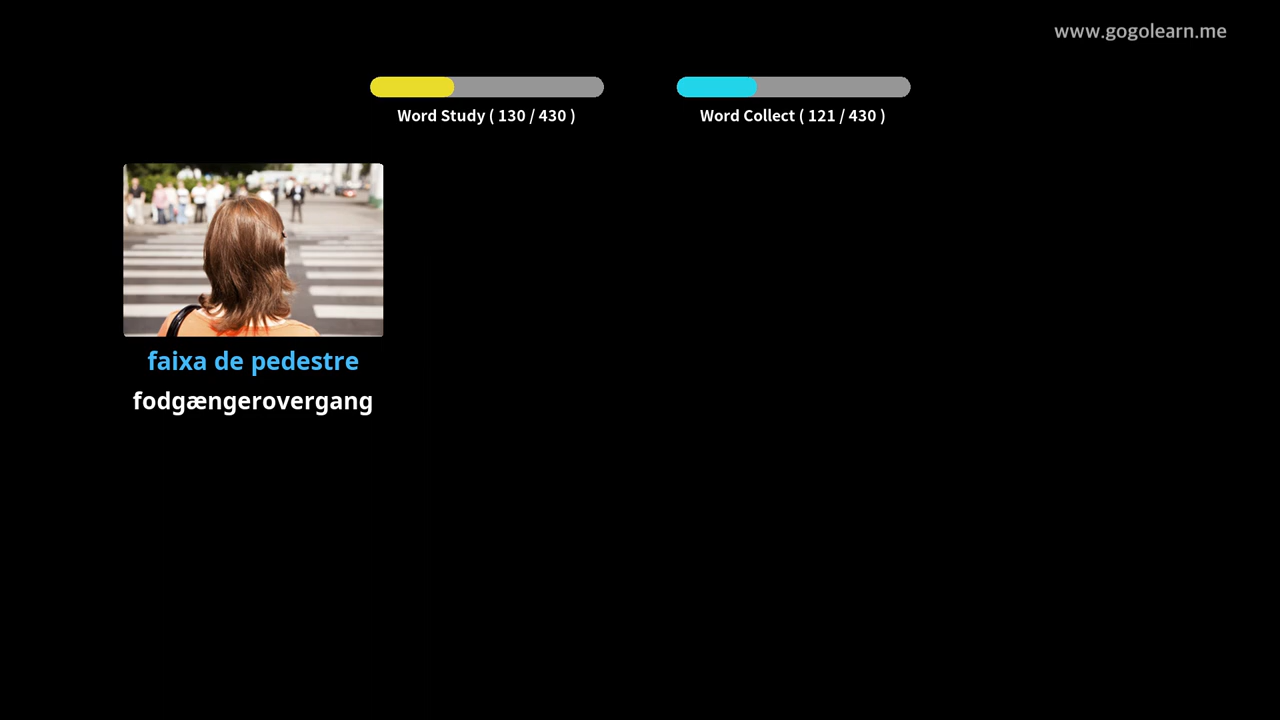 www.gogolearn.me
Word Study ( 130 / 430 )
Word Collect ( 121 / 430 )
faixa de pedestre
fodgængerovergang